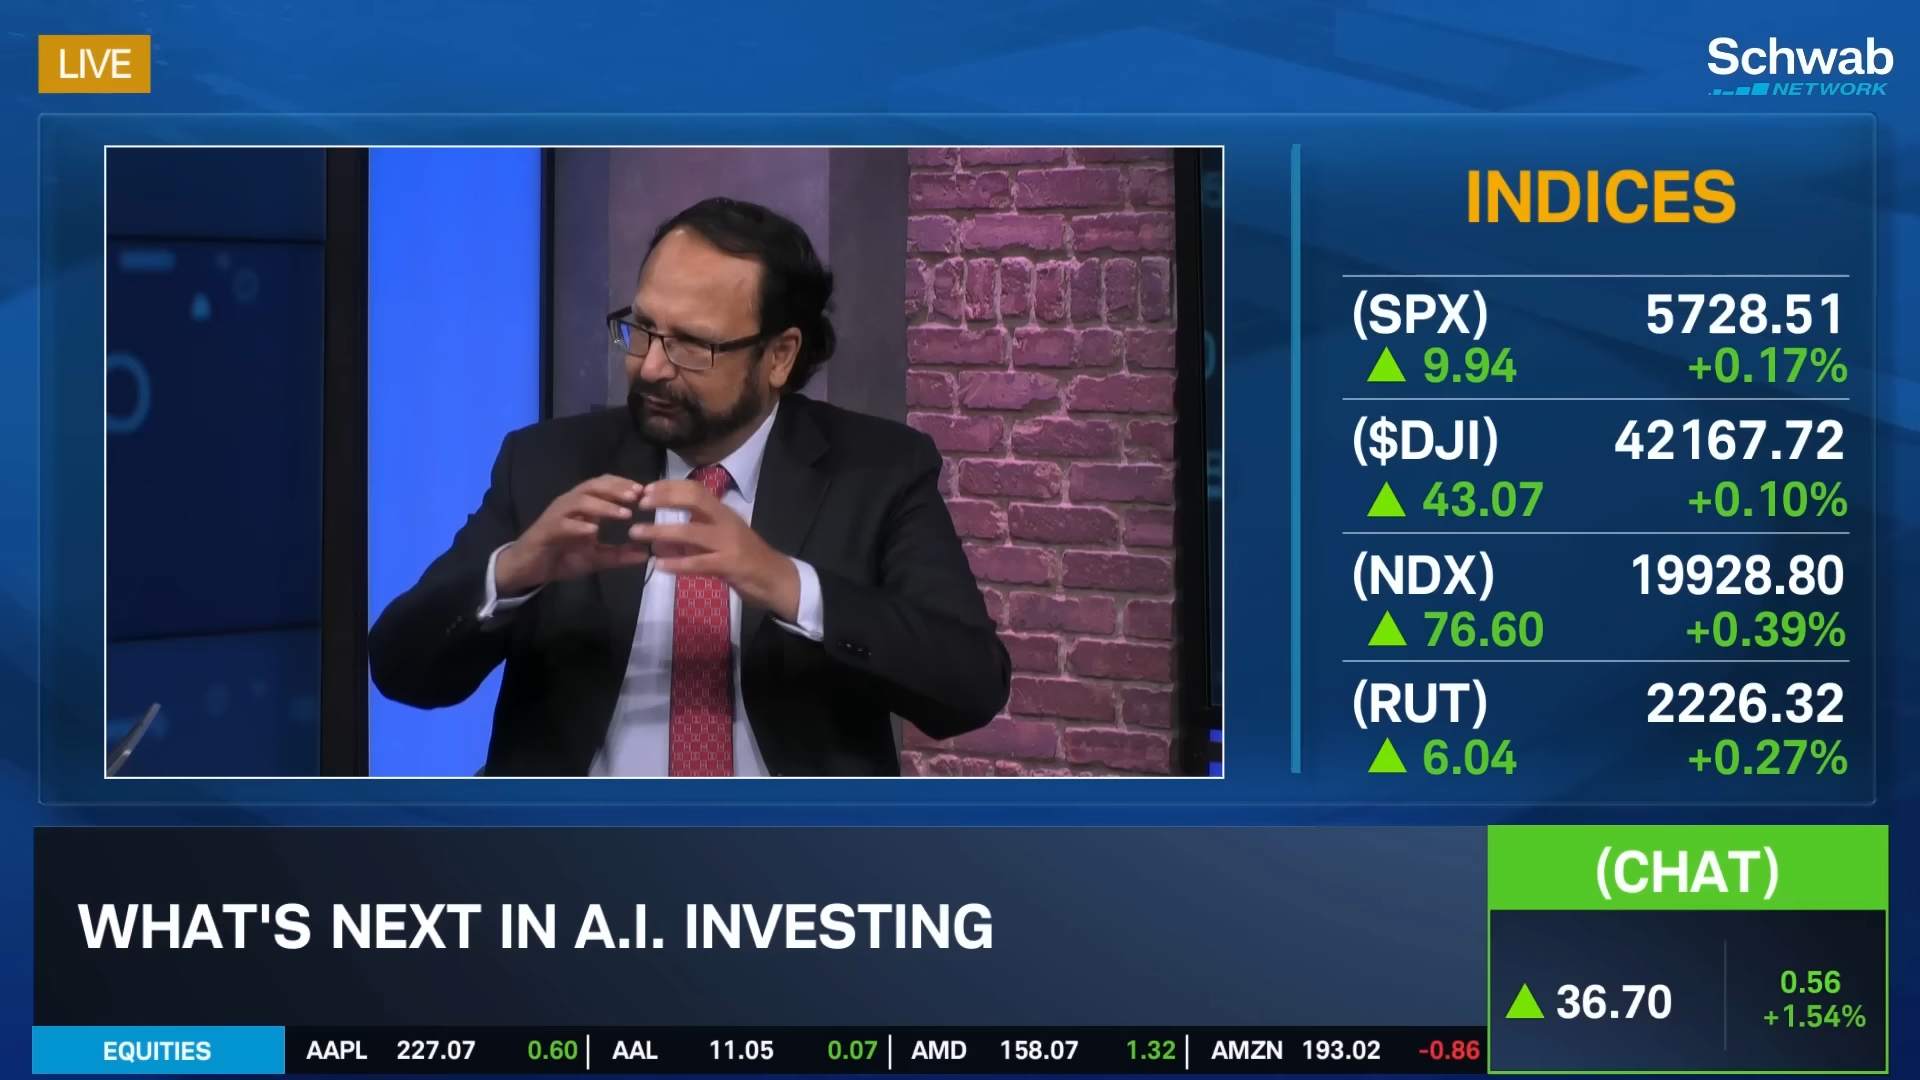 LIVE
Schwab
NETWORK
INDICES
(SPX) 5728.51
▲ 9.94 +0.17%
($DJI) 42167.72
▲ 43.07 +0.10%
(NDX) 19928.80
▲ 76.60 +0.39%
(RUT) 2226.32
▲ 6.04 +0.27%
WHAT'S NEXT IN A.I. INVESTING
(CHAT)
▲ 36.70
0.56
+1.54%
EQUITIES AAPL 227.07 0.60 | AAL 11.05 0.07 | AMD 158.07 1.32 | AMZN 193.02 -0.86